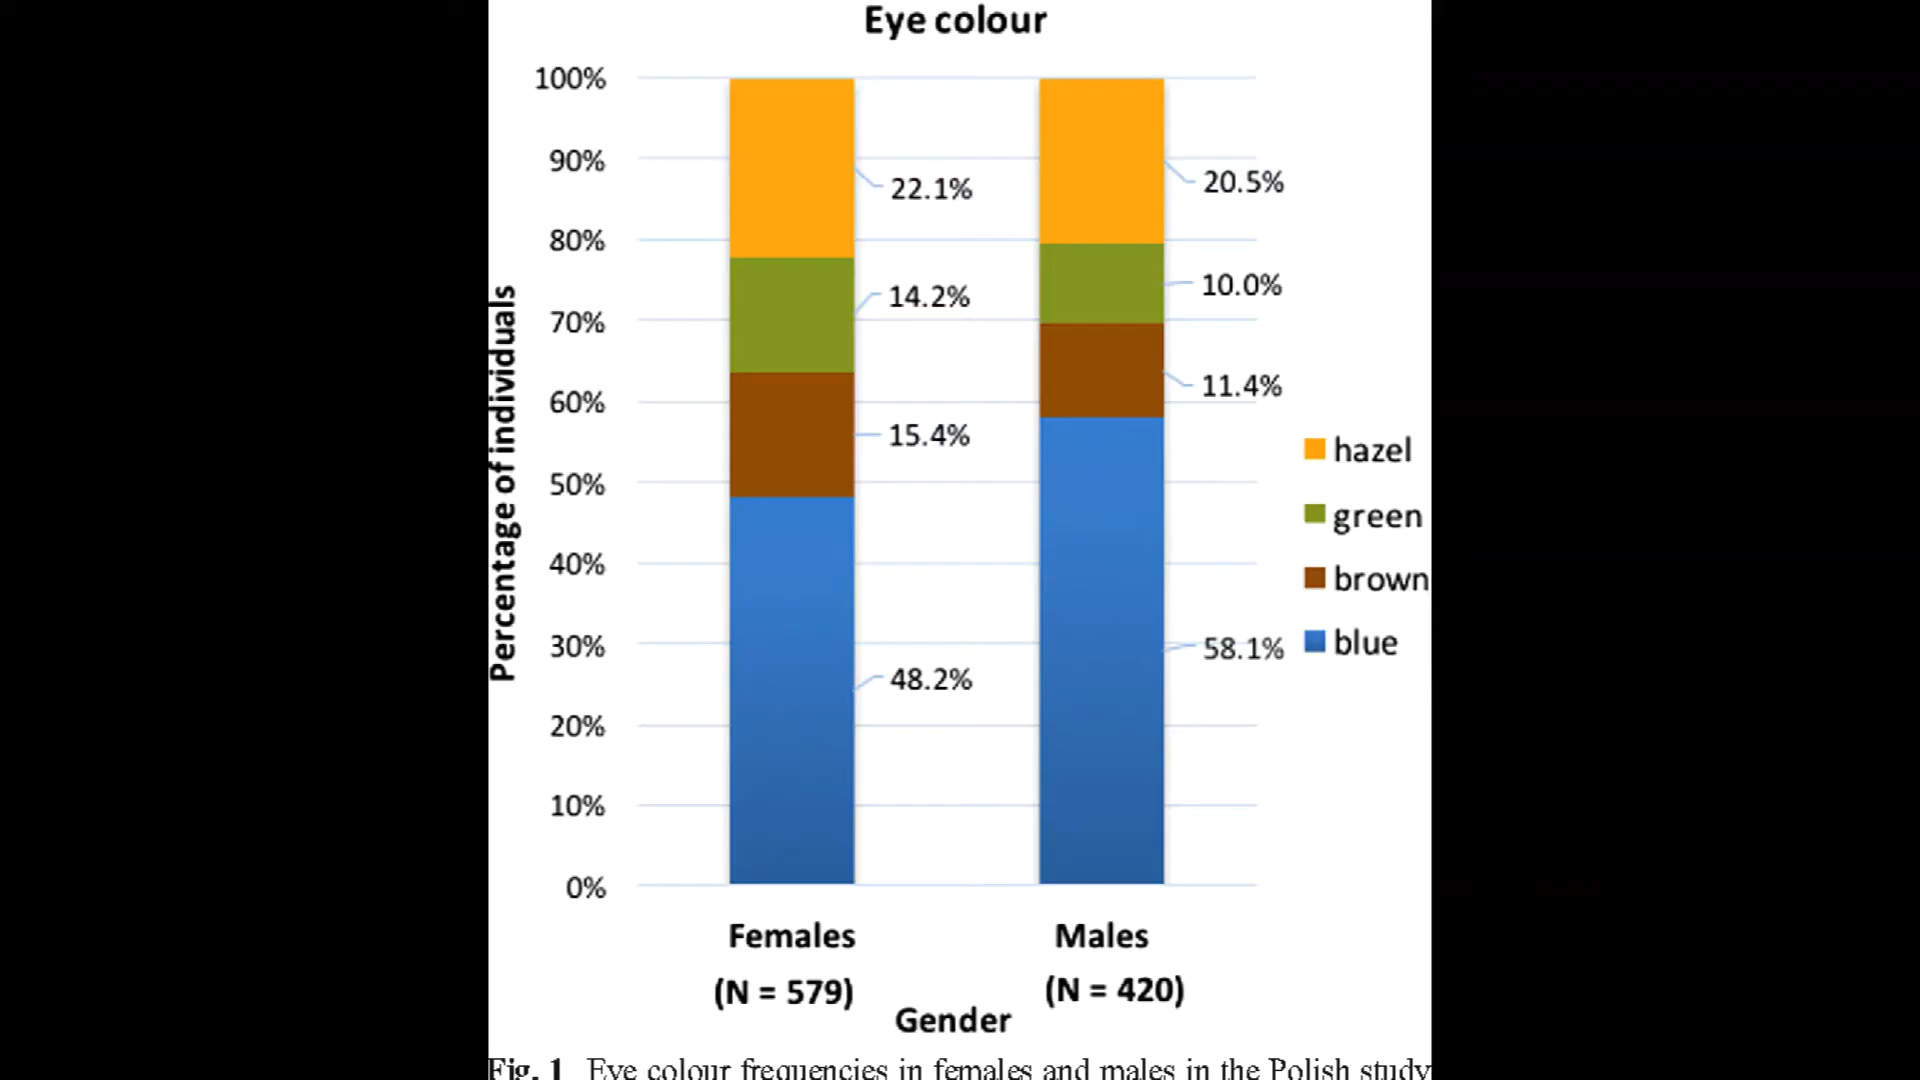 Eye colour
100%
90%
80%
70%
60%
50%
40%
30%
20%
10%
0%
Percentage of individuals
22.1%
14.2%
15.4%
48.2%
20.5%
10.0%
11.4%
58.1%
hazel
green
brown
blue
Females
(N = 579)
Males
(N = 420)
Gender
Fig. 1 Eye colour frequencies in females and males in the Polish study